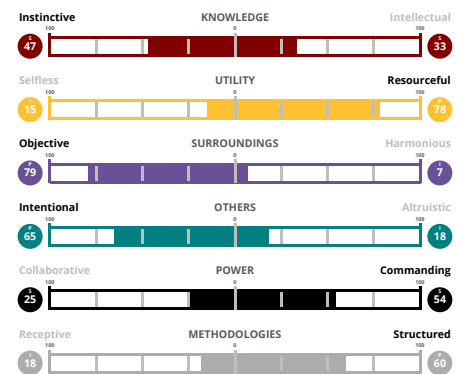 Instinctive KNOWLEDGE Intellectual
100 0 100
S 47 S 33
Selfless UTILITY Resourceful
100 0 100
I 15 P 78
Objective SURROUNDINGS Harmonious
100 0 100
P 79 I 7
Intentional OTHERS Altruistic
100 0 100
P 65 I 18
Collaborative POWER Commanding
100 0 100
S 25 S 54
Receptive METHODOLOGIES Structured
100 0 100
I 18 P 60